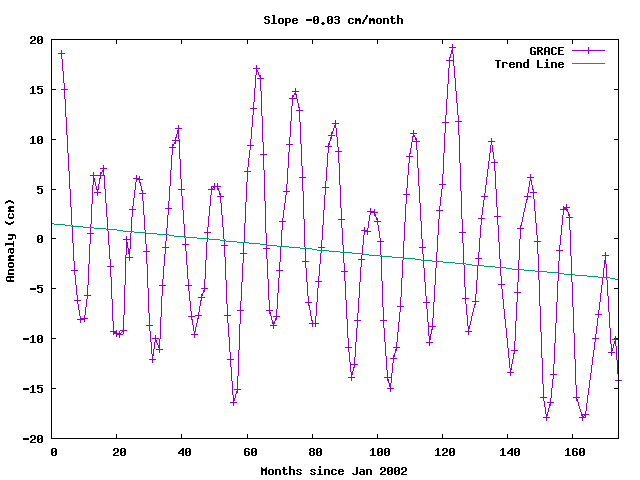 Slope -0.03 cm/month
GRACE
Trend Line
20
15
10
5
0
-5
-10
-15
-20
Anomaly (cm)
0 20 40 60 80 100 120 140 160
Months since Jan 2002